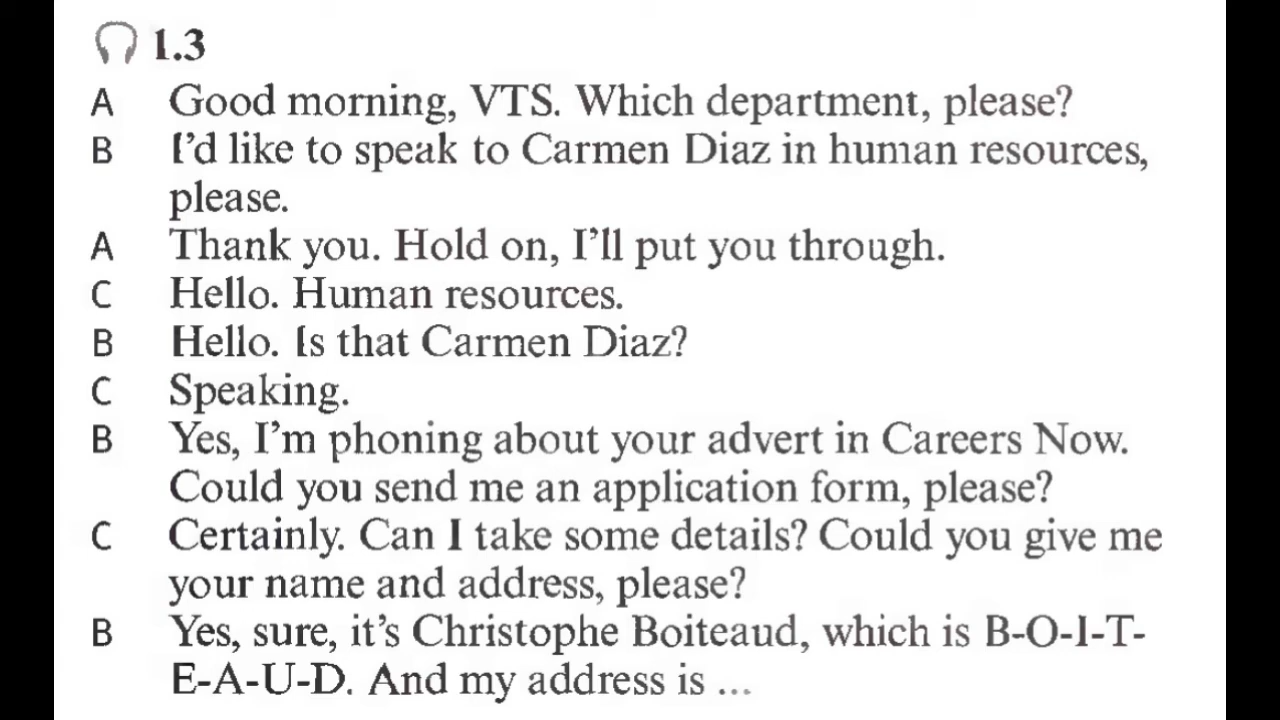 1.3
A Good morning, VTS. Which department, please?
B I'd like to speak to Carmen Diaz in human resources,
please.
A Thank you. Hold on, I'll put you through.
C Hello. Human resources.
B Hello. Is that Carmen Diaz?
C Speaking.
B Yes, I'm phoning about your advert in Careers Now.
Could you send me an application form, please?
C Certainly. Can I take some details? Could you give me
your name and address, please?
B Yes, sure, it's Christophe Boiteaud, which is B-O-I-T-
E-A-U-D. And my address is ...